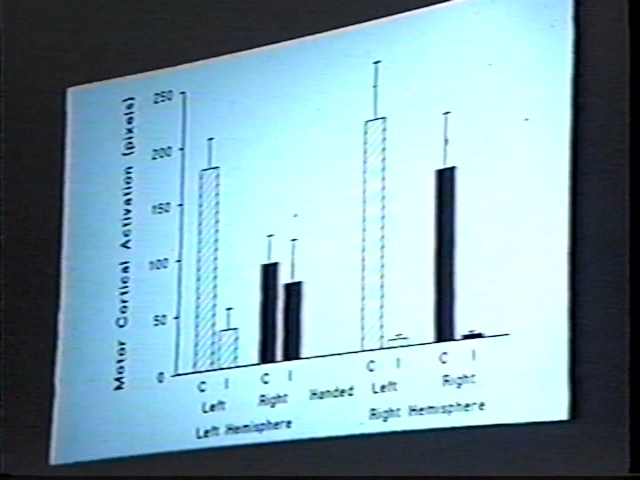 Motor Cortical Activation (pixels)
250
200
150
100
50
0
C I C I C I C I
Left Right Handed Left Right
Left Hemisphere Right Hemisphere